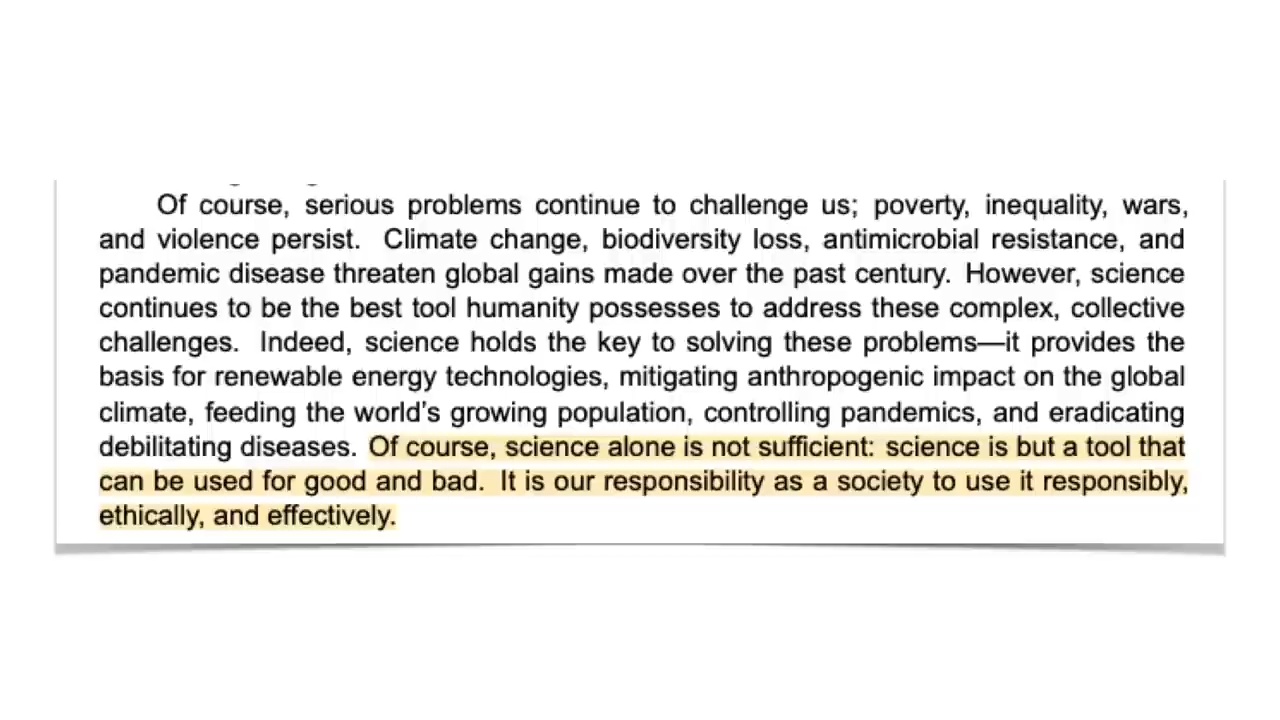 Of course, serious problems continue to challenge us; poverty, inequality, wars,
and violence persist. Climate change, biodiversity loss, antimicrobial resistance, and
pandemic disease threaten global gains made over the past century. However, science
continues to be the best tool humanity possesses to address these complex, collective
challenges. Indeed, science holds the key to solving these problems—it provides the
basis for renewable energy technologies, mitigating anthropogenic impact on the global
climate, feeding the world's growing population, controlling pandemics, and eradicating
debilitating diseases. Of course, science alone is not sufficient: science is but a tool that
can be used for good and bad. It is our responsibility as a society to use it responsibly,
ethically, and effectively.